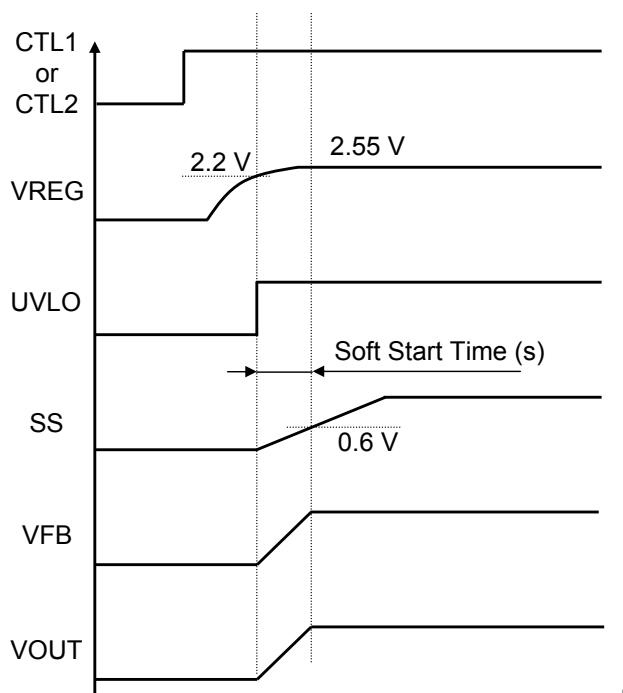 CTL1
or
CTL2
2.2 V
2.55 V
VREG
UVLO
Soft Start Time (s)
SS
0.6 V
VFB
VOUT